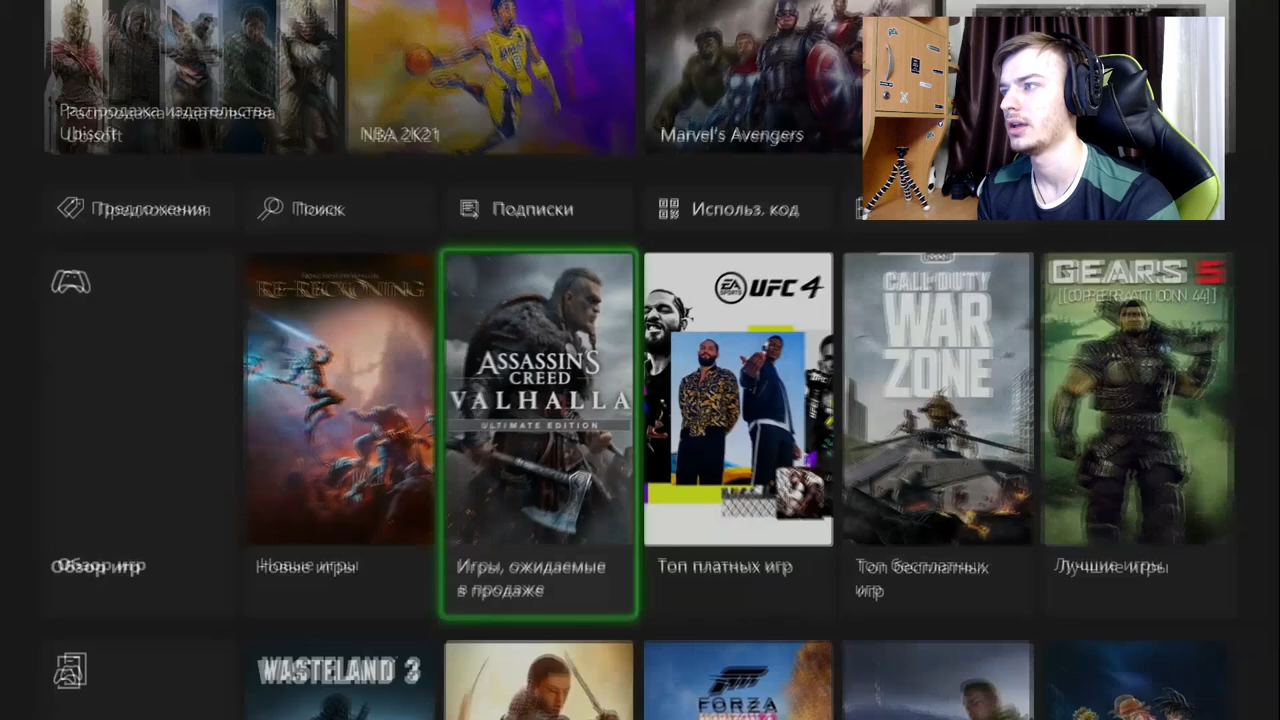 Распродажа издательства
Ubisoft
NBA 2K21
Marvel's Avengers
Предложения
Поиск
Подписки
Использ. код
RE-RECKONING
ASSASSIN'S
CREED
VALHALLA
ULTIMATE EDITION
EA SPORTS UFC 4
CALL OF DUTY
WAR
ZONE
GEARS 5
Обзор игр
Новые игры
Игры, ожидаемые
в продаже
Топ платных игр
Топ бесплатных
игр
Лучшие игры
WASTELAND 3
FORZA